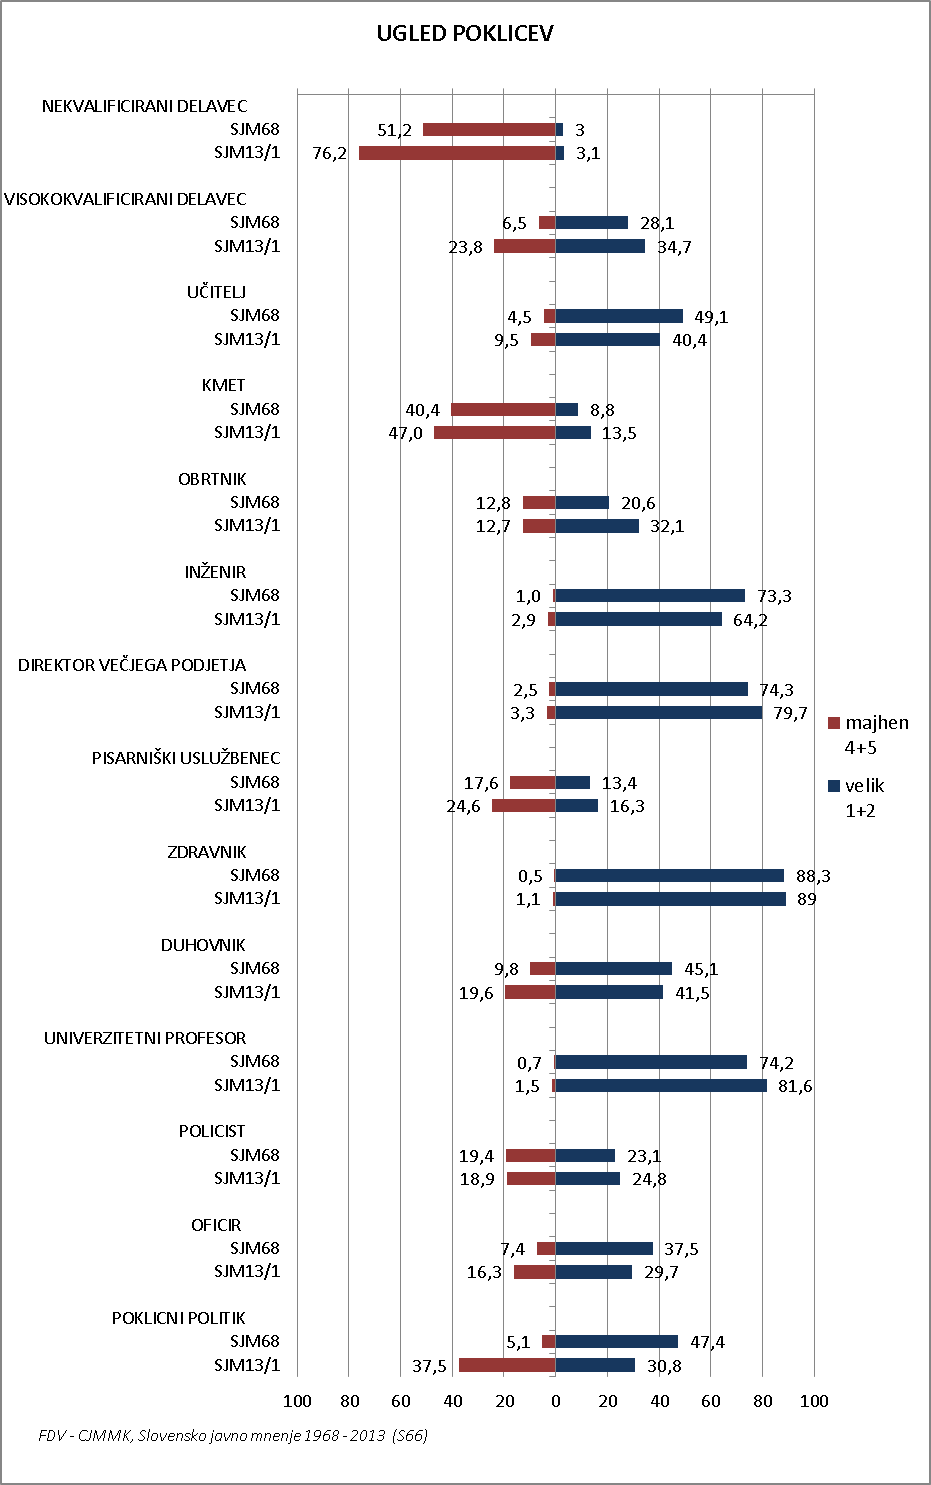 UGLED POKLICEV
NEKVALIFICIRANI DELAVEC
SJM68 51,2 3
SJM13/1 76,2 3,1
VISOKOKVALIFICIRANI DELAVEC
SJM68 6,5 28,1
SJM13/1 23,8 34,7
UČITELJ
SJM68 4,5 49,1
SJM13/1 9,5 40,4
KMET
SJM68 40,4 8,8
SJM13/1 47,0 13,5
OBRTNIK
SJM68 12,8 20,6
SJM13/1 12,7 32,1
INŽENIR
SJM68 1,0 73,3
SJM13/1 2,9 64,2
DIREKTOR VEČJEGA PODJETJA
SJM68 2,5 74,3
SJM13/1 3,3 79,7
majhen
4+5
PISARNIŠKI USLUŽBENEC
SJM68 17,6 13,4
velik
SJM13/1 24,6 16,3
1+2
ZDRAVNIK
SJM68 0,5 88,3
SJM13/1 1,1 89
DUHOVNIK
SJM68 9,8 45,1
SJM13/1 19,6 41,5
UNIVERZITETNI PROFESOR
SJM68 0,7 74,2
SJM13/1 1,5 81,6
POLICIST
SJM68 19,4 23,1
SJM13/1 18,9 24,8
OFICIR
SJM68 7,4 37,5
SJM13/1 16,3 29,7
POKLICNI POLITIK
SJM68 5,1 47,4
SJM13/1 37,5 30,8
100 80 60 40 20 0 20 40 60 80 100
FDV - CJMMK, Slovensko javno mnenje 1968 - 2013 (S66)